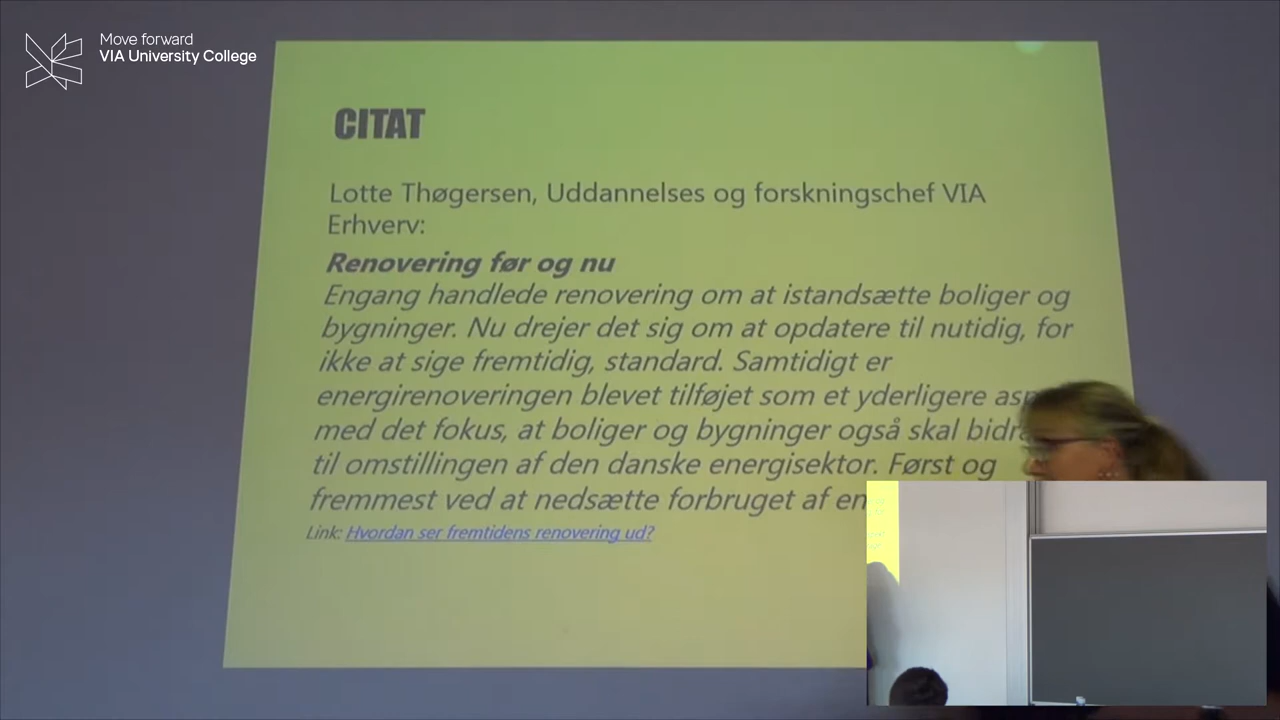 Move forward
VIA University College
CITAT
Lotte Thøgersen, Uddannelses og forskningschef VIA
Erhverv:
Renovering før og nu
Engang handlede renovering om at istandsætte boliger og
bygninger. Nu drejer det sig om at opdatere til nutidig, for
ikke at sige fremtidig, standard. Samtidigt er
energirenoveringen blevet tilføjet som et yderligere
med det fokus, at boliger og bygninger også skal
til omstillingen af den danske energisektor. Først og
fremmest ved at nedsætte forbruget af
Link: Hvordan ser fremtidens renovering ud?